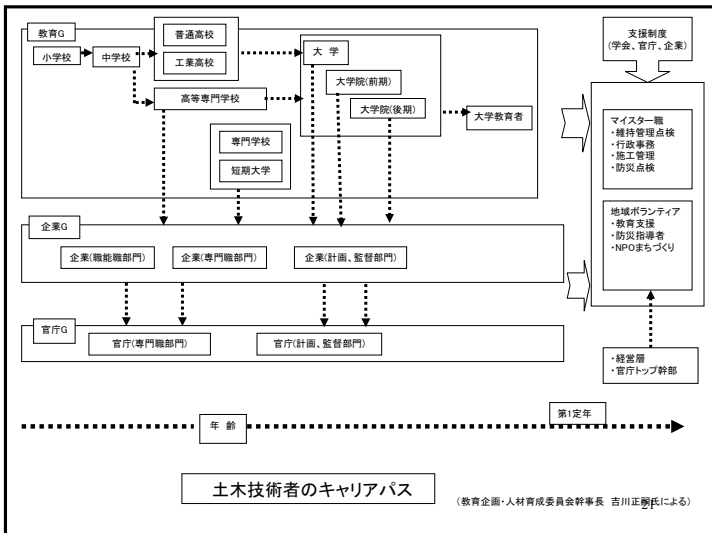 教育G
小学校
中学校
普通高校
工業高校
高等専門学校
専門学校
短期大学
大 学
大学院(前期)
大学院(後期)
大学教育者
支援制度
(学会、官庁、企業)
マイスター職
・維持管理点検
・行政事務
・施工管理
・防災点検
地域ボランティア
・教育支援
・防災指導者
・NPOまちづくり
企業G
企業(職能職部門)
企業(専門職部門)
企業(計画、監督部門)
官庁G
官庁(専門職部門)
官庁(計画、監督部門)
・経営層
・官庁トップ幹部
第1定年
年 齢
土木技術者のキャリアパス
(教育企画・人材育成委員会幹事長 吉川正嗣氏による)
21